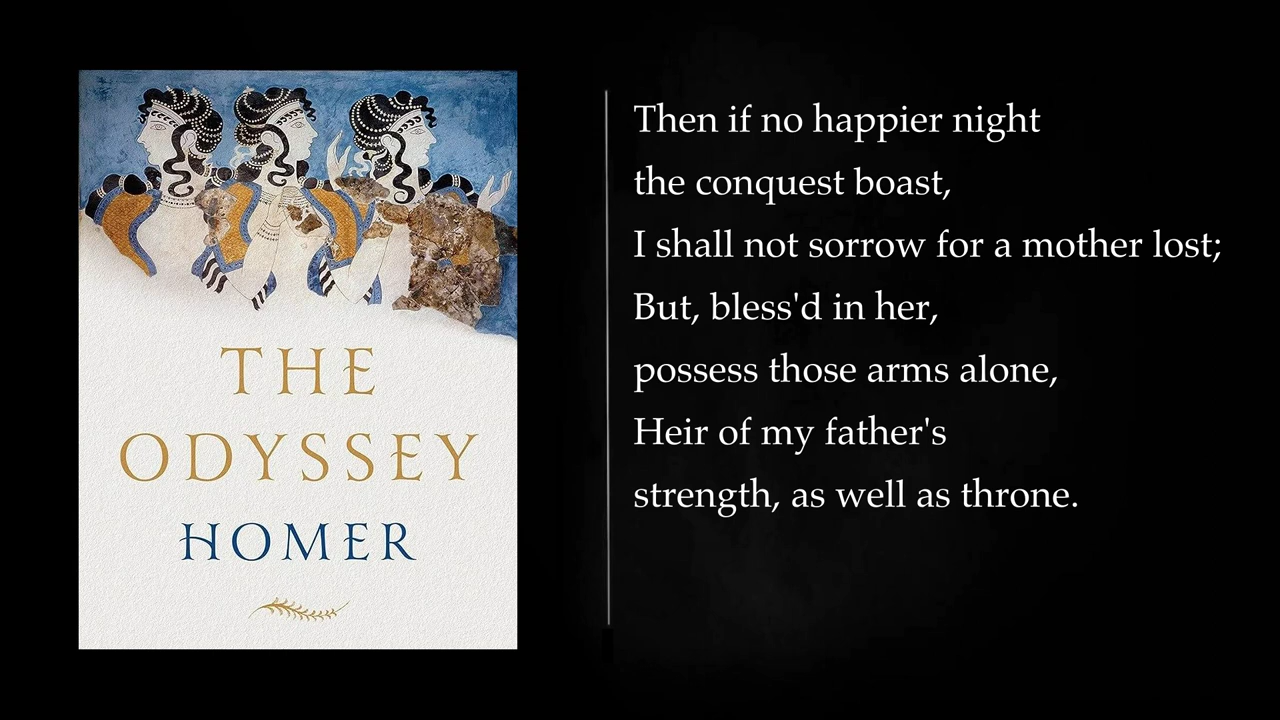 THE
ODYSSEY
HOMER
Then if no happier night
the conquest boast,
I shall not sorrow for a mother lost;
But, bless'd in her,
possess those arms alone,
Heir of my father's
strength, as well as throne.